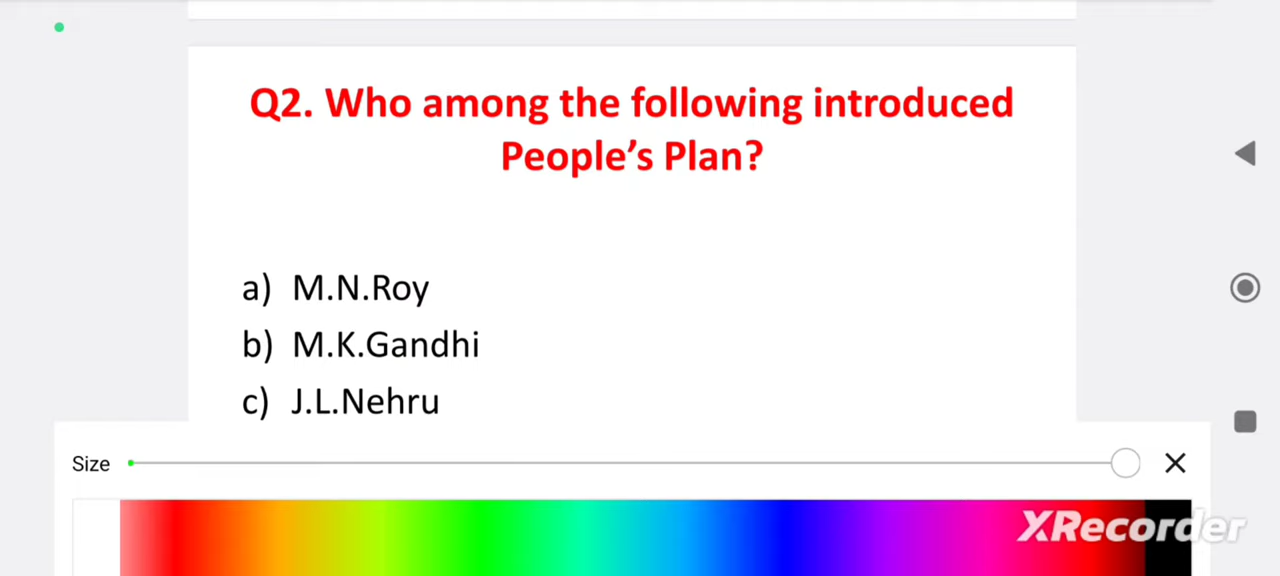 Q2. Who among the following introduced
People’s Plan?
a) M.N.Roy
b) M.K.Gandhi
c) J.L.Nehru
Size
XRecorder